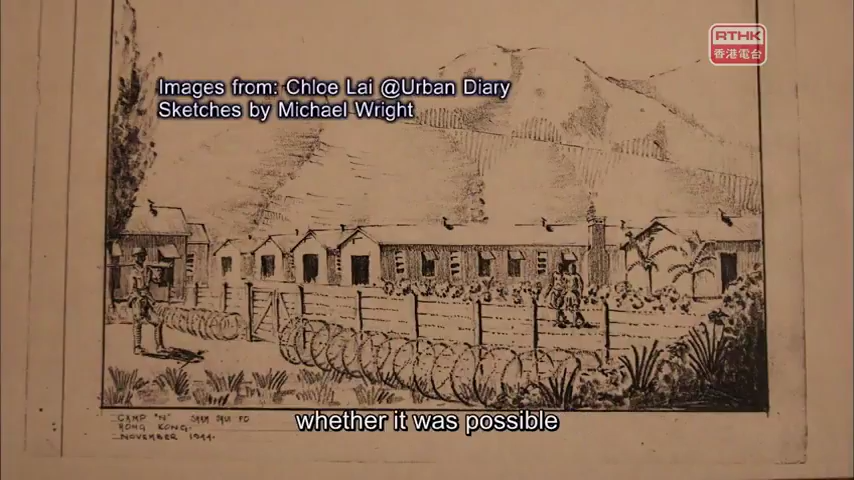 RTHK
香港電台
Images from: Chloe Lai @Urban Diary
Sketches by Michael Wright
whether it was possible
CAMP "N" SHAM SHUI PO
HONG KONG.
NOVEMBER 1944.